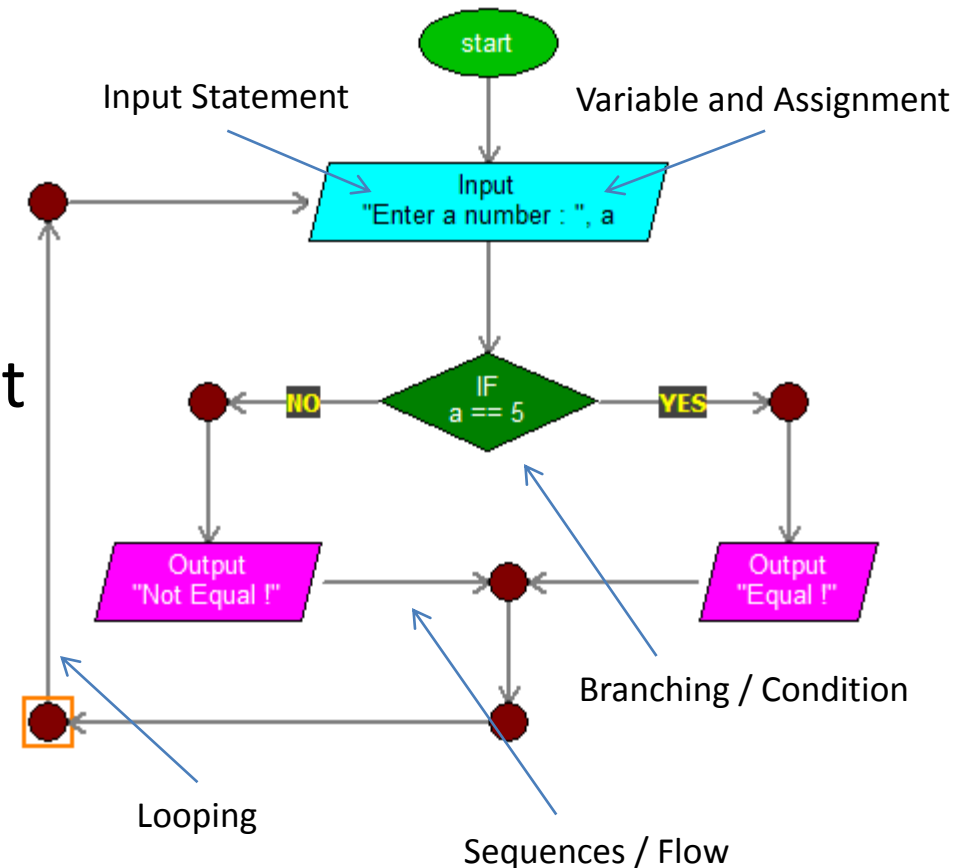 start
Input Statement
Variable and Assignment
Input
"Enter a number : ", a
t
IF
a == 5
NO
YES
Output
"Not Equal !"
Output
"Equal !"
Branching / Condition
Looping
Sequences / Flow